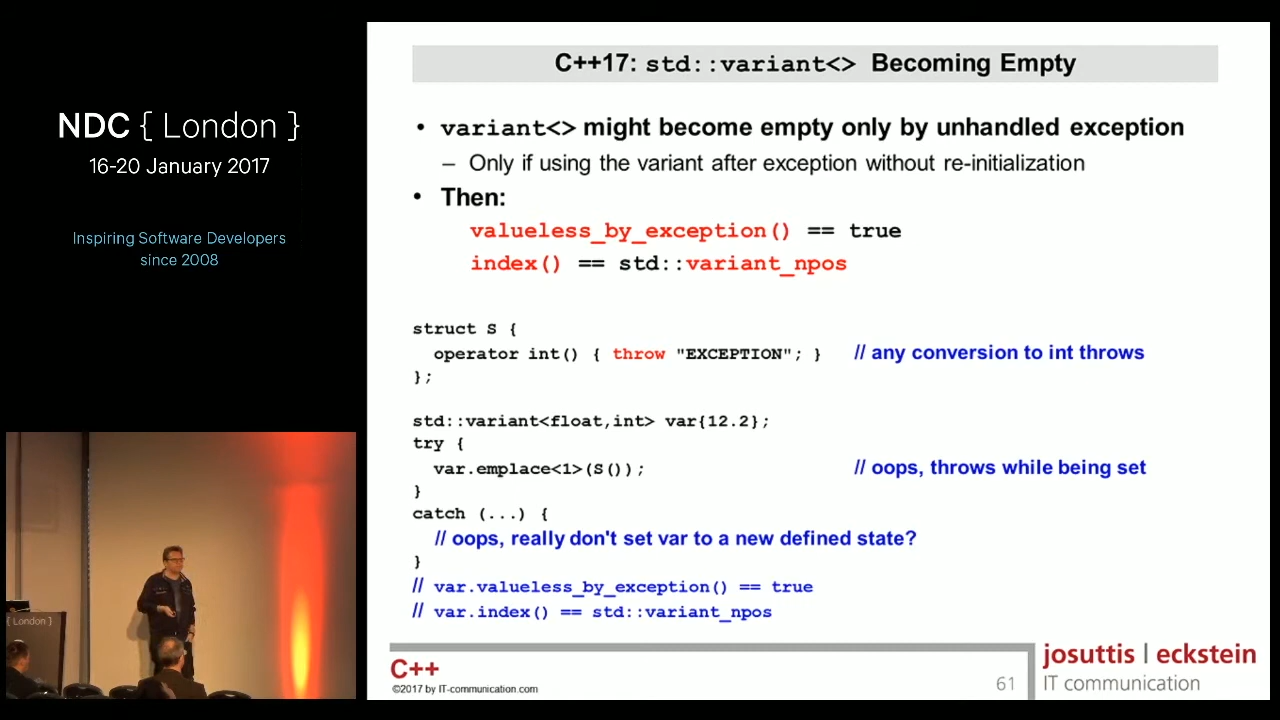 NDC { London }
16-20 January 2017
Inspiring Software Developers
since 2008
C++17: std::variant<> Becoming Empty
• variant<> might become empty only by unhandled exception
– Only if using the variant after exception without re-initialization
• Then:
valueless_by_exception() == true
index() == std::variant_npos
struct S {
operator int() { throw "EXCEPTION"; } // any conversion to int throws
};
std::variant<float,int> var{12.2};
try {
var.emplace<1>(S()); // oops, throws while being set
}
catch (...) {
// oops, really don't set var to a new defined state?
}
// var.valueless_by_exception() == true
// var.index() == std::variant_npos
{ London }
C++
©2017 by IT-communication.com
61
josuttis | eckstein
IT communication